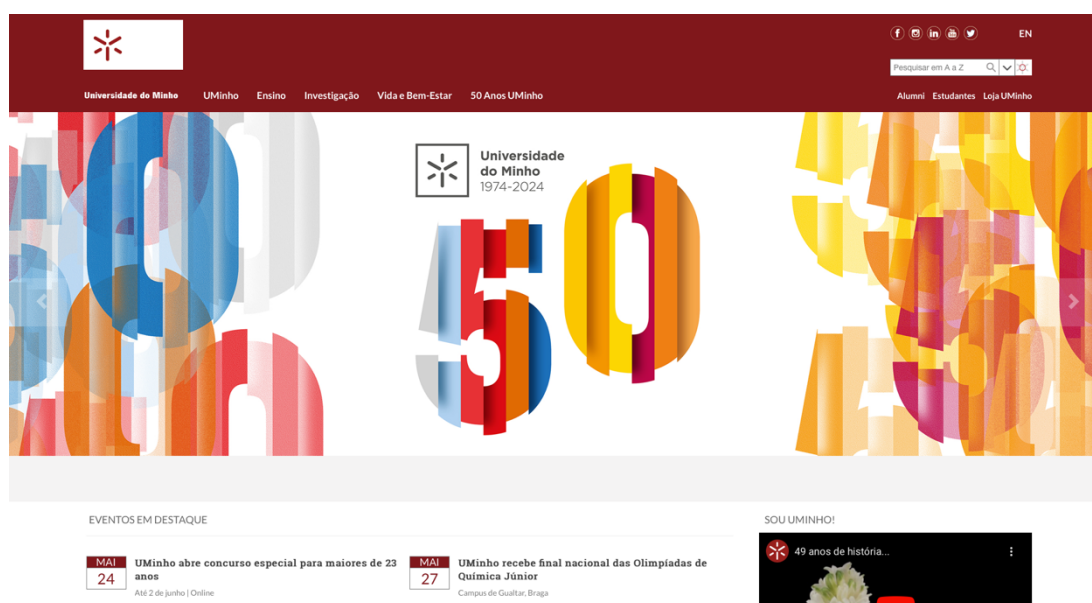 EN
Pesquisar em A a Z
Universidade do Minho UMinho Ensino Investigação Vida e Bem-Estar 50 Anos UMinho
Alumni Estudantes Loja UMinho
Universidade
do Minho
1974-2024
50
EVENTOS EM DESTAQUE
MAI
24
UMinho abre concurso especial para maiores de 23
anos
Até 2 de junho | Online
MAI
27
UMinho recebe final nacional das Olimpíadas de
Química Júnior
Campus de Gualtar, Braga
SOU UMINHO!
49 anos de história...